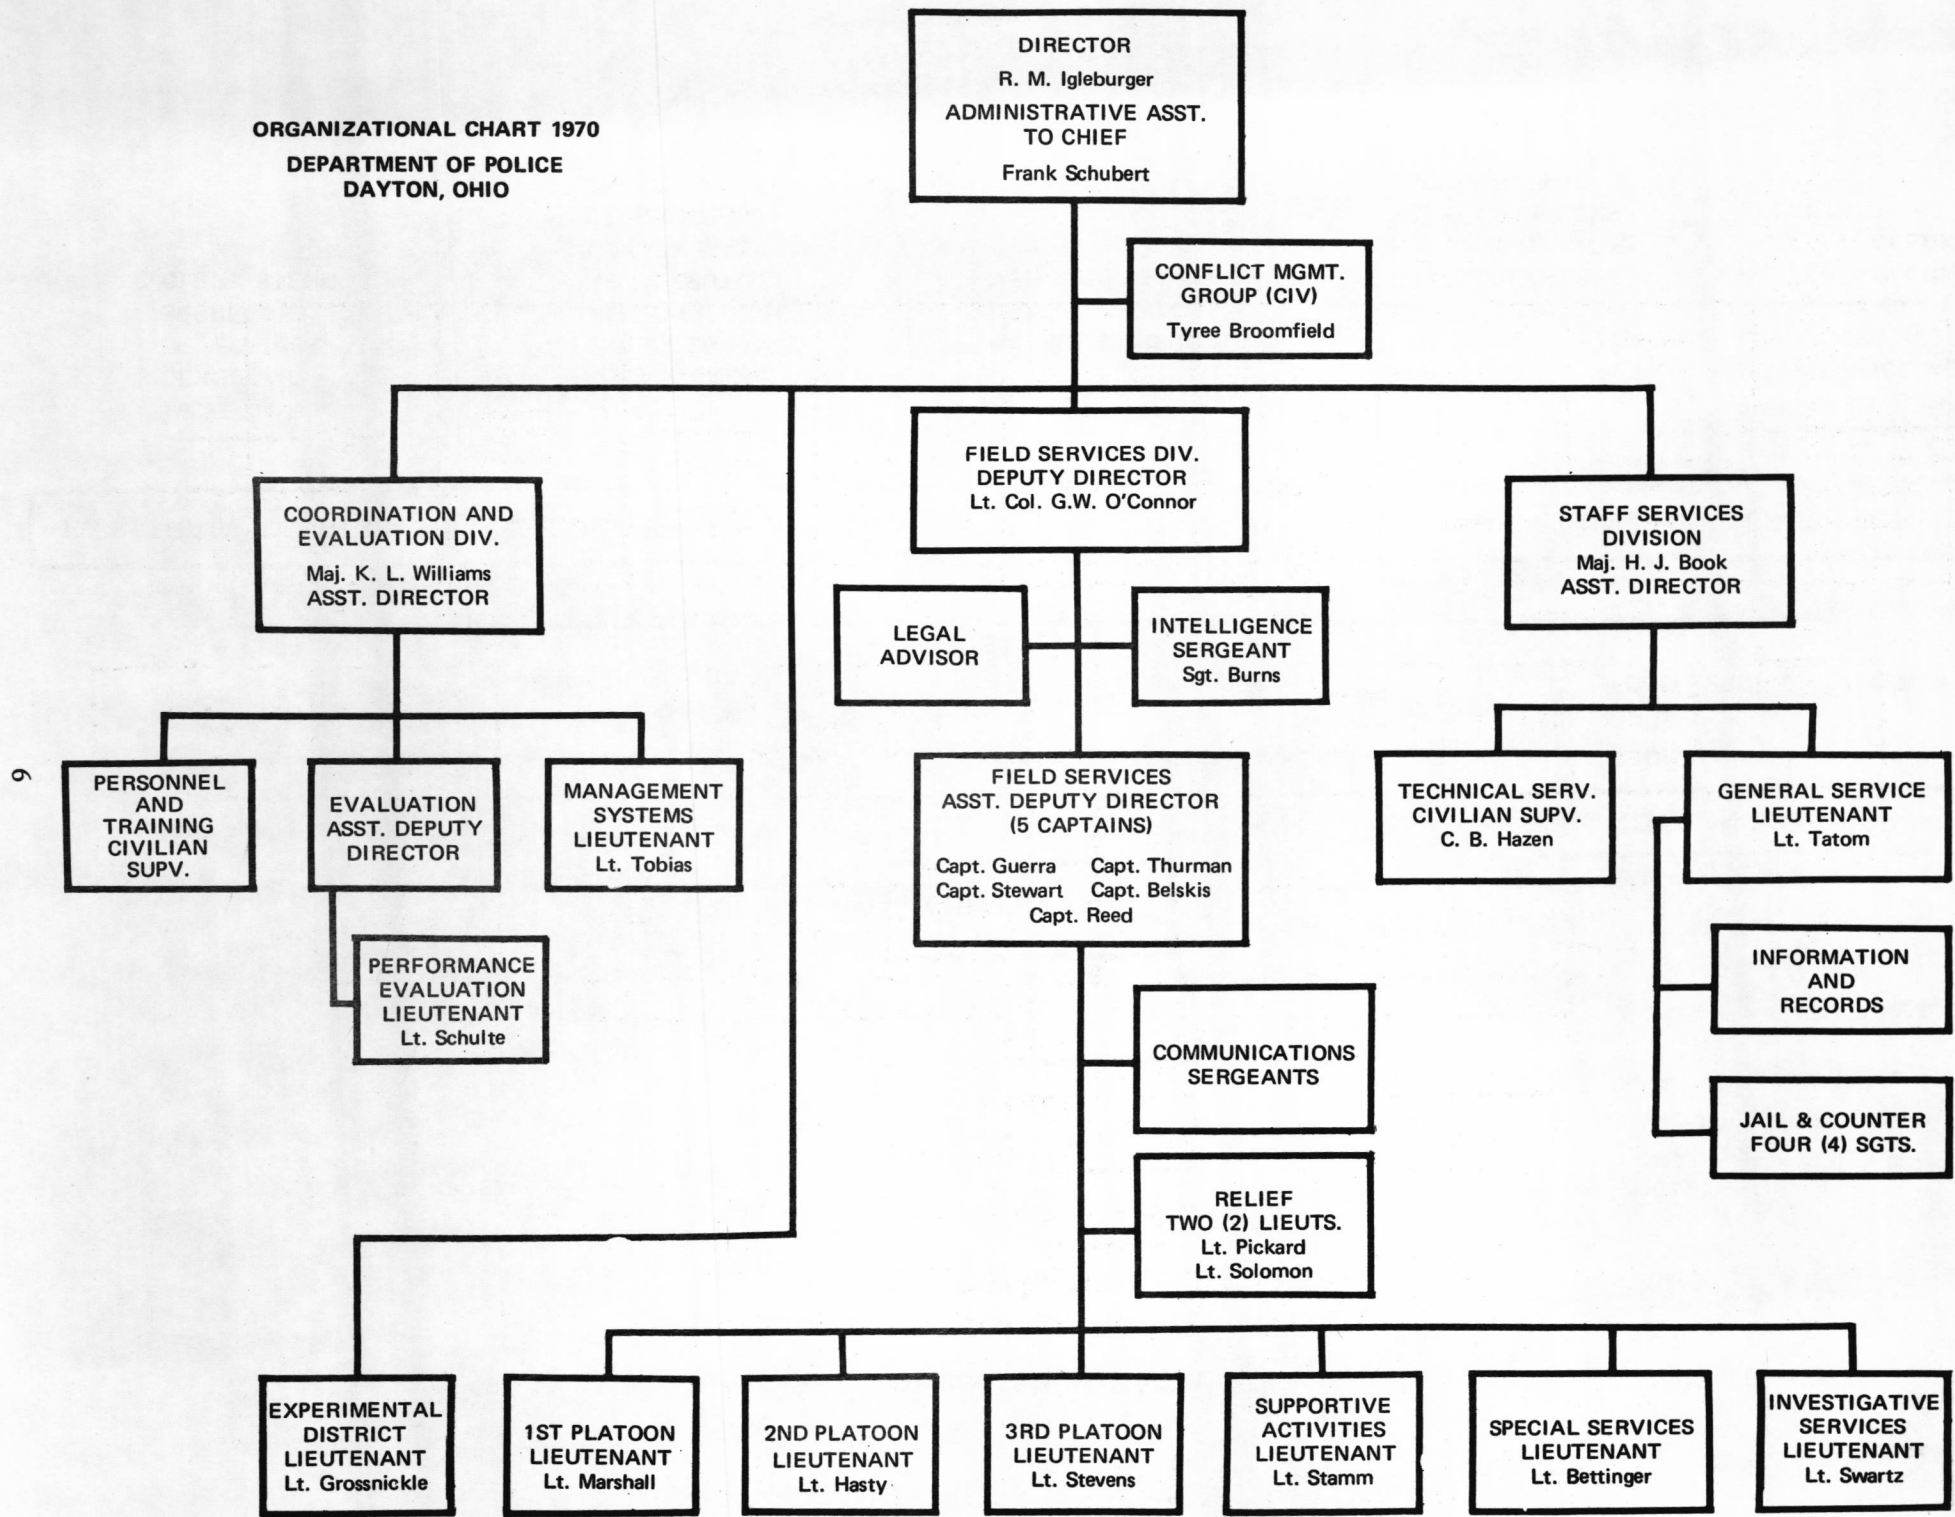 ORGANIZATIONAL CHART 1970
DEPARTMENT OF POLICE
DAYTON, OHIO
DIRECTOR
R. M. Igleburger
ADMINISTRATIVE ASST.
TO CHIEF
Frank Schubert
CONFLICT MGMT.
GROUP (CIV)
Tyree Broomfield
COORDINATION AND
EVALUATION DIV.
Maj. K. L. Williams
ASST. DIRECTOR
FIELD SERVICES DIV.
DEPUTY DIRECTOR
Lt. Col. G.W. O'Connor
STAFF SERVICES
DIVISION
Maj. H. J. Book
ASST. DIRECTOR
LEGAL
ADVISOR
INTELLIGENCE
SERGEANT
Sgt. Burns
PERSONNEL
AND
TRAINING
CIVILIAN
SUPV.
EVALUATION
ASST. DEPUTY
DIRECTOR
MANAGEMENT
SYSTEMS
LIEUTENANT
Lt. Tobias
FIELD SERVICES
ASST. DEPUTY DIRECTOR
(5 CAPTAINS)
Capt. Guerra Capt. Thurman
Capt. Stewart Capt. Belskis
Capt. Reed
TECHNICAL SERV.
CIVILIAN SUPV.
C. B. Hazen
GENERAL SERVICE
LIEUTENANT
Lt. Tatom
PERFORMANCE
EVALUATION
LIEUTENANT
Lt. Schulte
INFORMATION
AND
RECORDS
COMMUNICATIONS
SERGEANTS
JAIL & COUNTER
FOUR (4) SGTS.
RELIEF
TWO (2) LIEUTS.
Lt. Pickard
Lt. Solomon
EXPERIMENTAL
DISTRICT
LIEUTENANT
Lt. Grossnickle
1ST PLATOON
LIEUTENANT
Lt. Marshall
2ND PLATOON
LIEUTENANT
Lt. Hasty
3RD PLATOON
LIEUTENANT
Lt. Stevens
SUPPORTIVE
ACTIVITIES
LIEUTENANT
Lt. Stamm
SPECIAL SERVICES
LIEUTENANT
Lt. Bettinger
INVESTIGATIVE
SERVICES
LIEUTENANT
Lt. Swartz
9